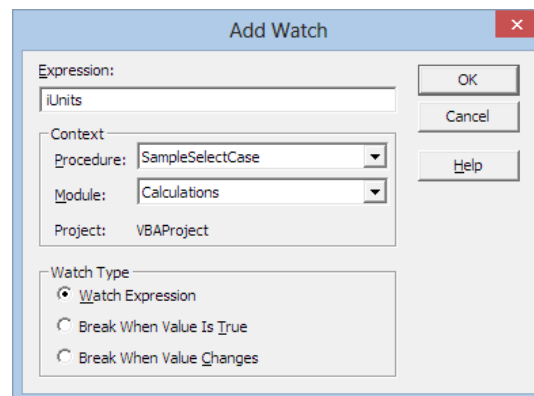 Add Watch
Expression:
iUnits
OK
Cancel
Help
Context
Procedure: SampleSelectCase
Module: Calculations
Project: VBAProject
Watch Type
Watch Expression
Break When Value Is True
Break When Value Changes